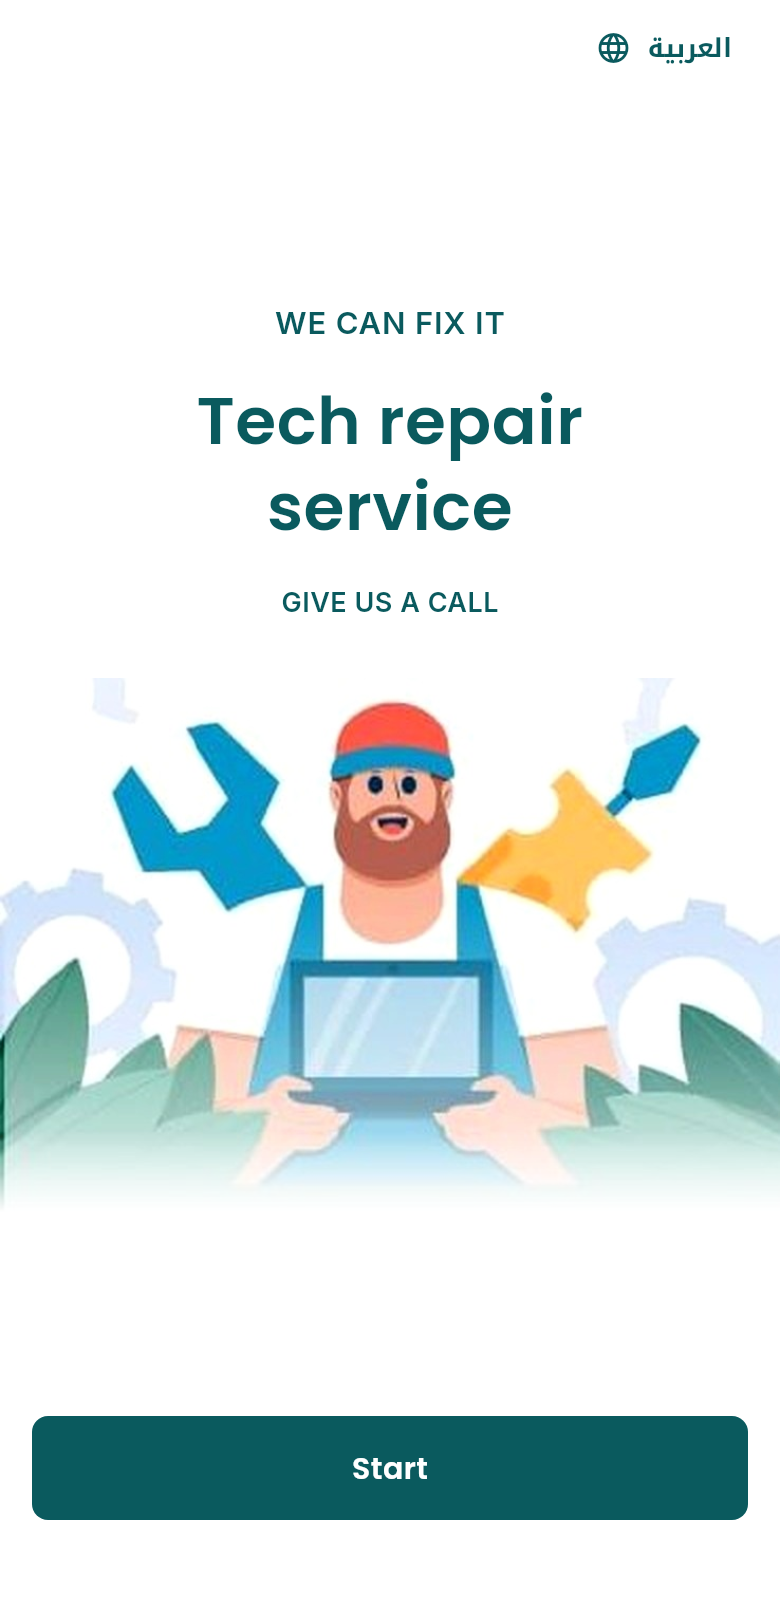 العربية
WE CAN FIX IT
Tech repair
service
GIVE US A CALL
Start